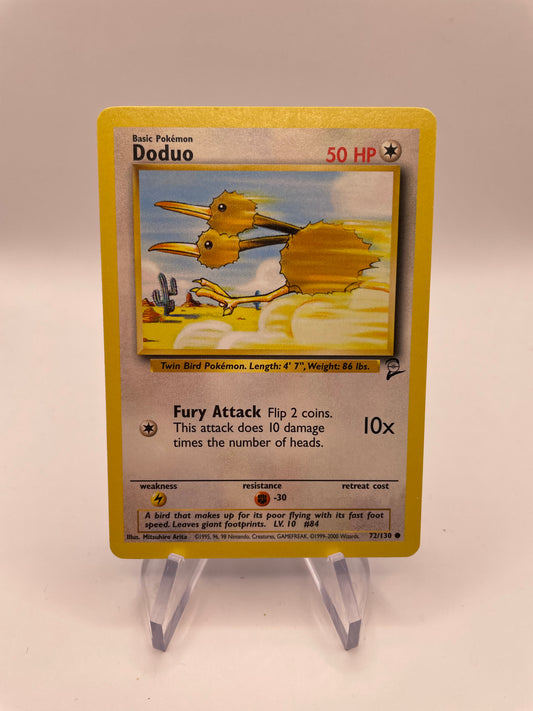 Basic Pokémon
Doduo
50 HP
Twin Bird Pokémon. Length: 4' 7", Weight: 86 lbs.
Fury Attack Flip 2 coins.
This attack does 10 damage
times the number of heads.
10x
weakness resistance retreat cost
-30
A bird that makes up for its poor flying with its fast foot
speed. Leaves giant footprints. LV. 10 #84
Illus. Mitsuhiro Arita ©1995, 96, 98 Nintendo, Creatures, GAMEFREAK. ©1999-2000 Wizards. 72/130